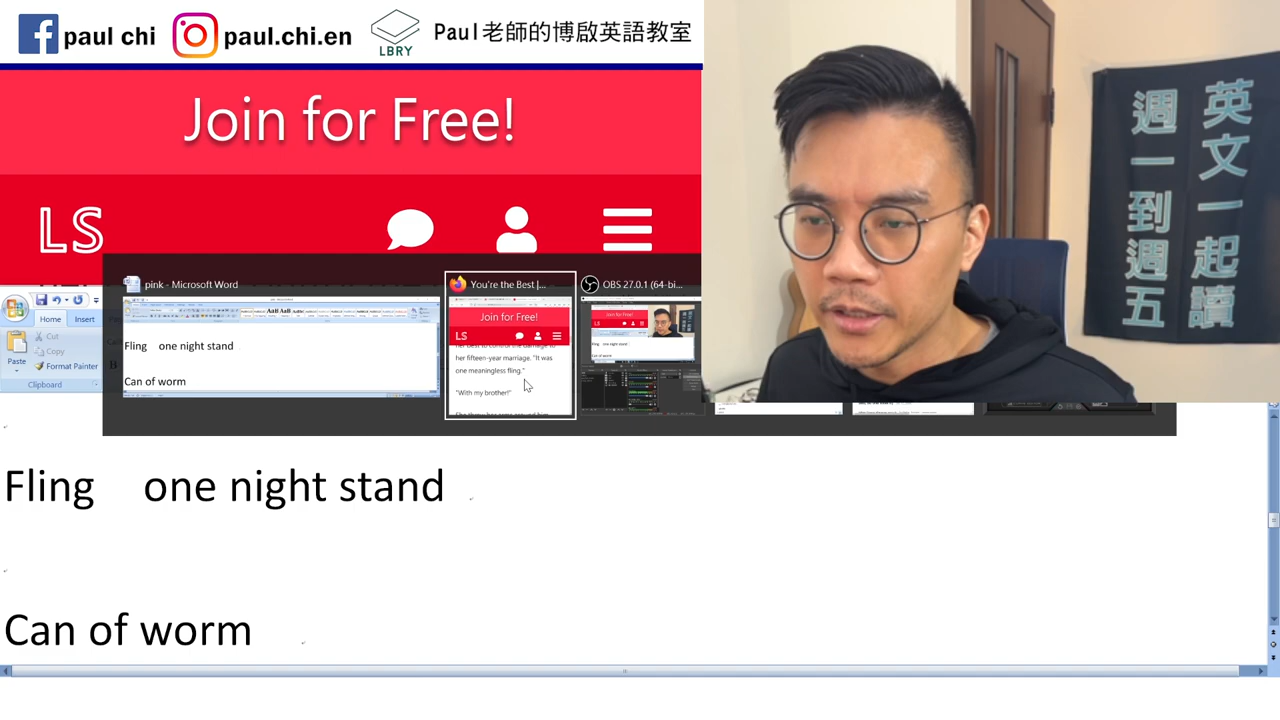 paul chi
paul.chi.en
LBRY
Paul老師的博啟英語教室
Join for Free!
LS
英文一起讀
週一到週五
pink - Microsoft Word
You're the Best |...
OBS 27.0.1 (64-bi...
Fling one night stand
Can of worm
Join for Free!
LS
her fifteen-year marriage. "It was
one meaningless fling."
"With my brother!"
Home
Insert
Cut
Copy
Paste
Format Painter
Clipboard
Fling one night stand
Can of worm